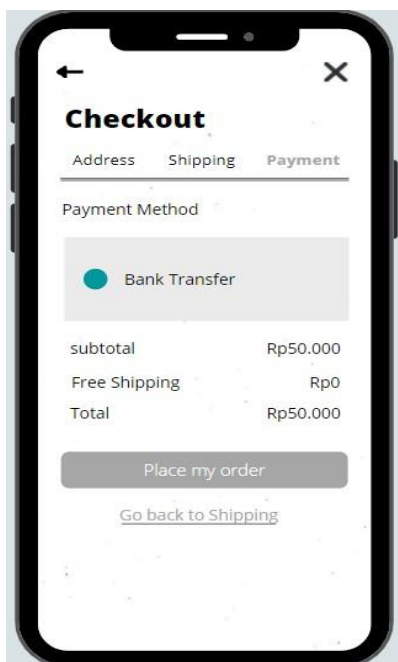 Checkout
Address Shipping Payment
Payment Method
Bank Transfer
subtotal Rp50.000
Free Shipping Rp0
Total Rp50.000
Place my order
Go back to Shipping